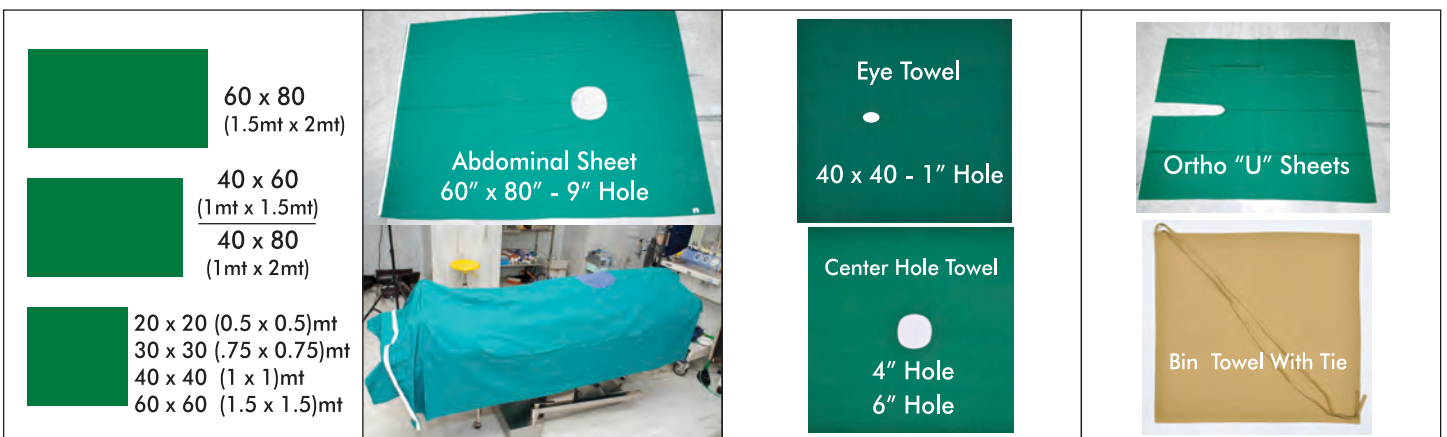 60 x 80
(1.5mt x 2mt)
40 x 60
(1mt x 1.5mt)
40 x 80
(1mt x 2mt)
20 x 20 (0.5 x 0.5)mt
30 x 30 (.75 x 0.75)mt
40 x 40 (1 x 1)mt
60 x 60 (1.5 x 1.5)mt
Abdominal Sheet
60” x 80” - 9” Hole
Eye Towel
40 x 40 - 1” Hole
Center Hole Towel
4” Hole
6” Hole
Ortho “U” Sheets
Bin Towel With Tie